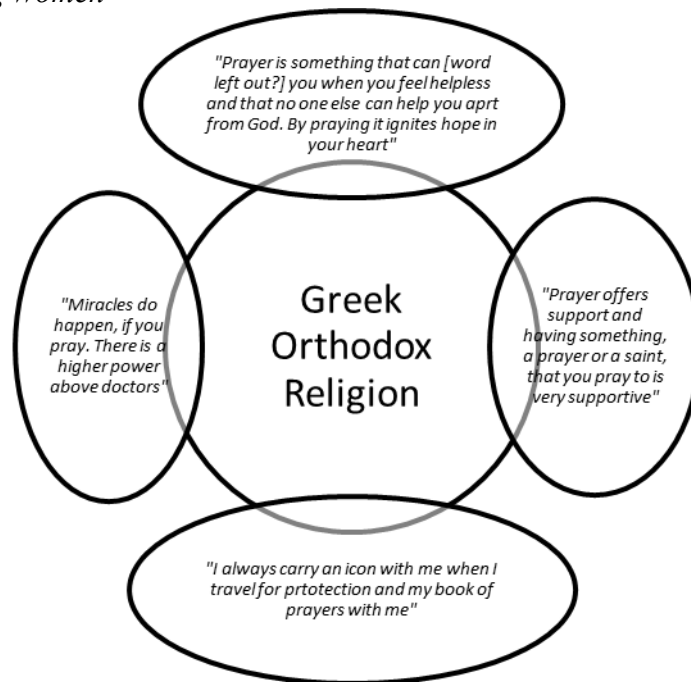 Women
"Prayer is something that can [word
left out?] you when you feel helpless
and that no one else can help you aprt
from God. By praying it ignites hope in
your heart"
"Miracles do
happen, if you
pray. There is a
higher power
above doctors"
Greek
Orthodox
Religion
"Prayer offers
support and
having something,
a prayer or a saint,
that you pray to is
very supportive"
"I always carry an icon with me when I
travel for prtotection and my book of
prayers with me"